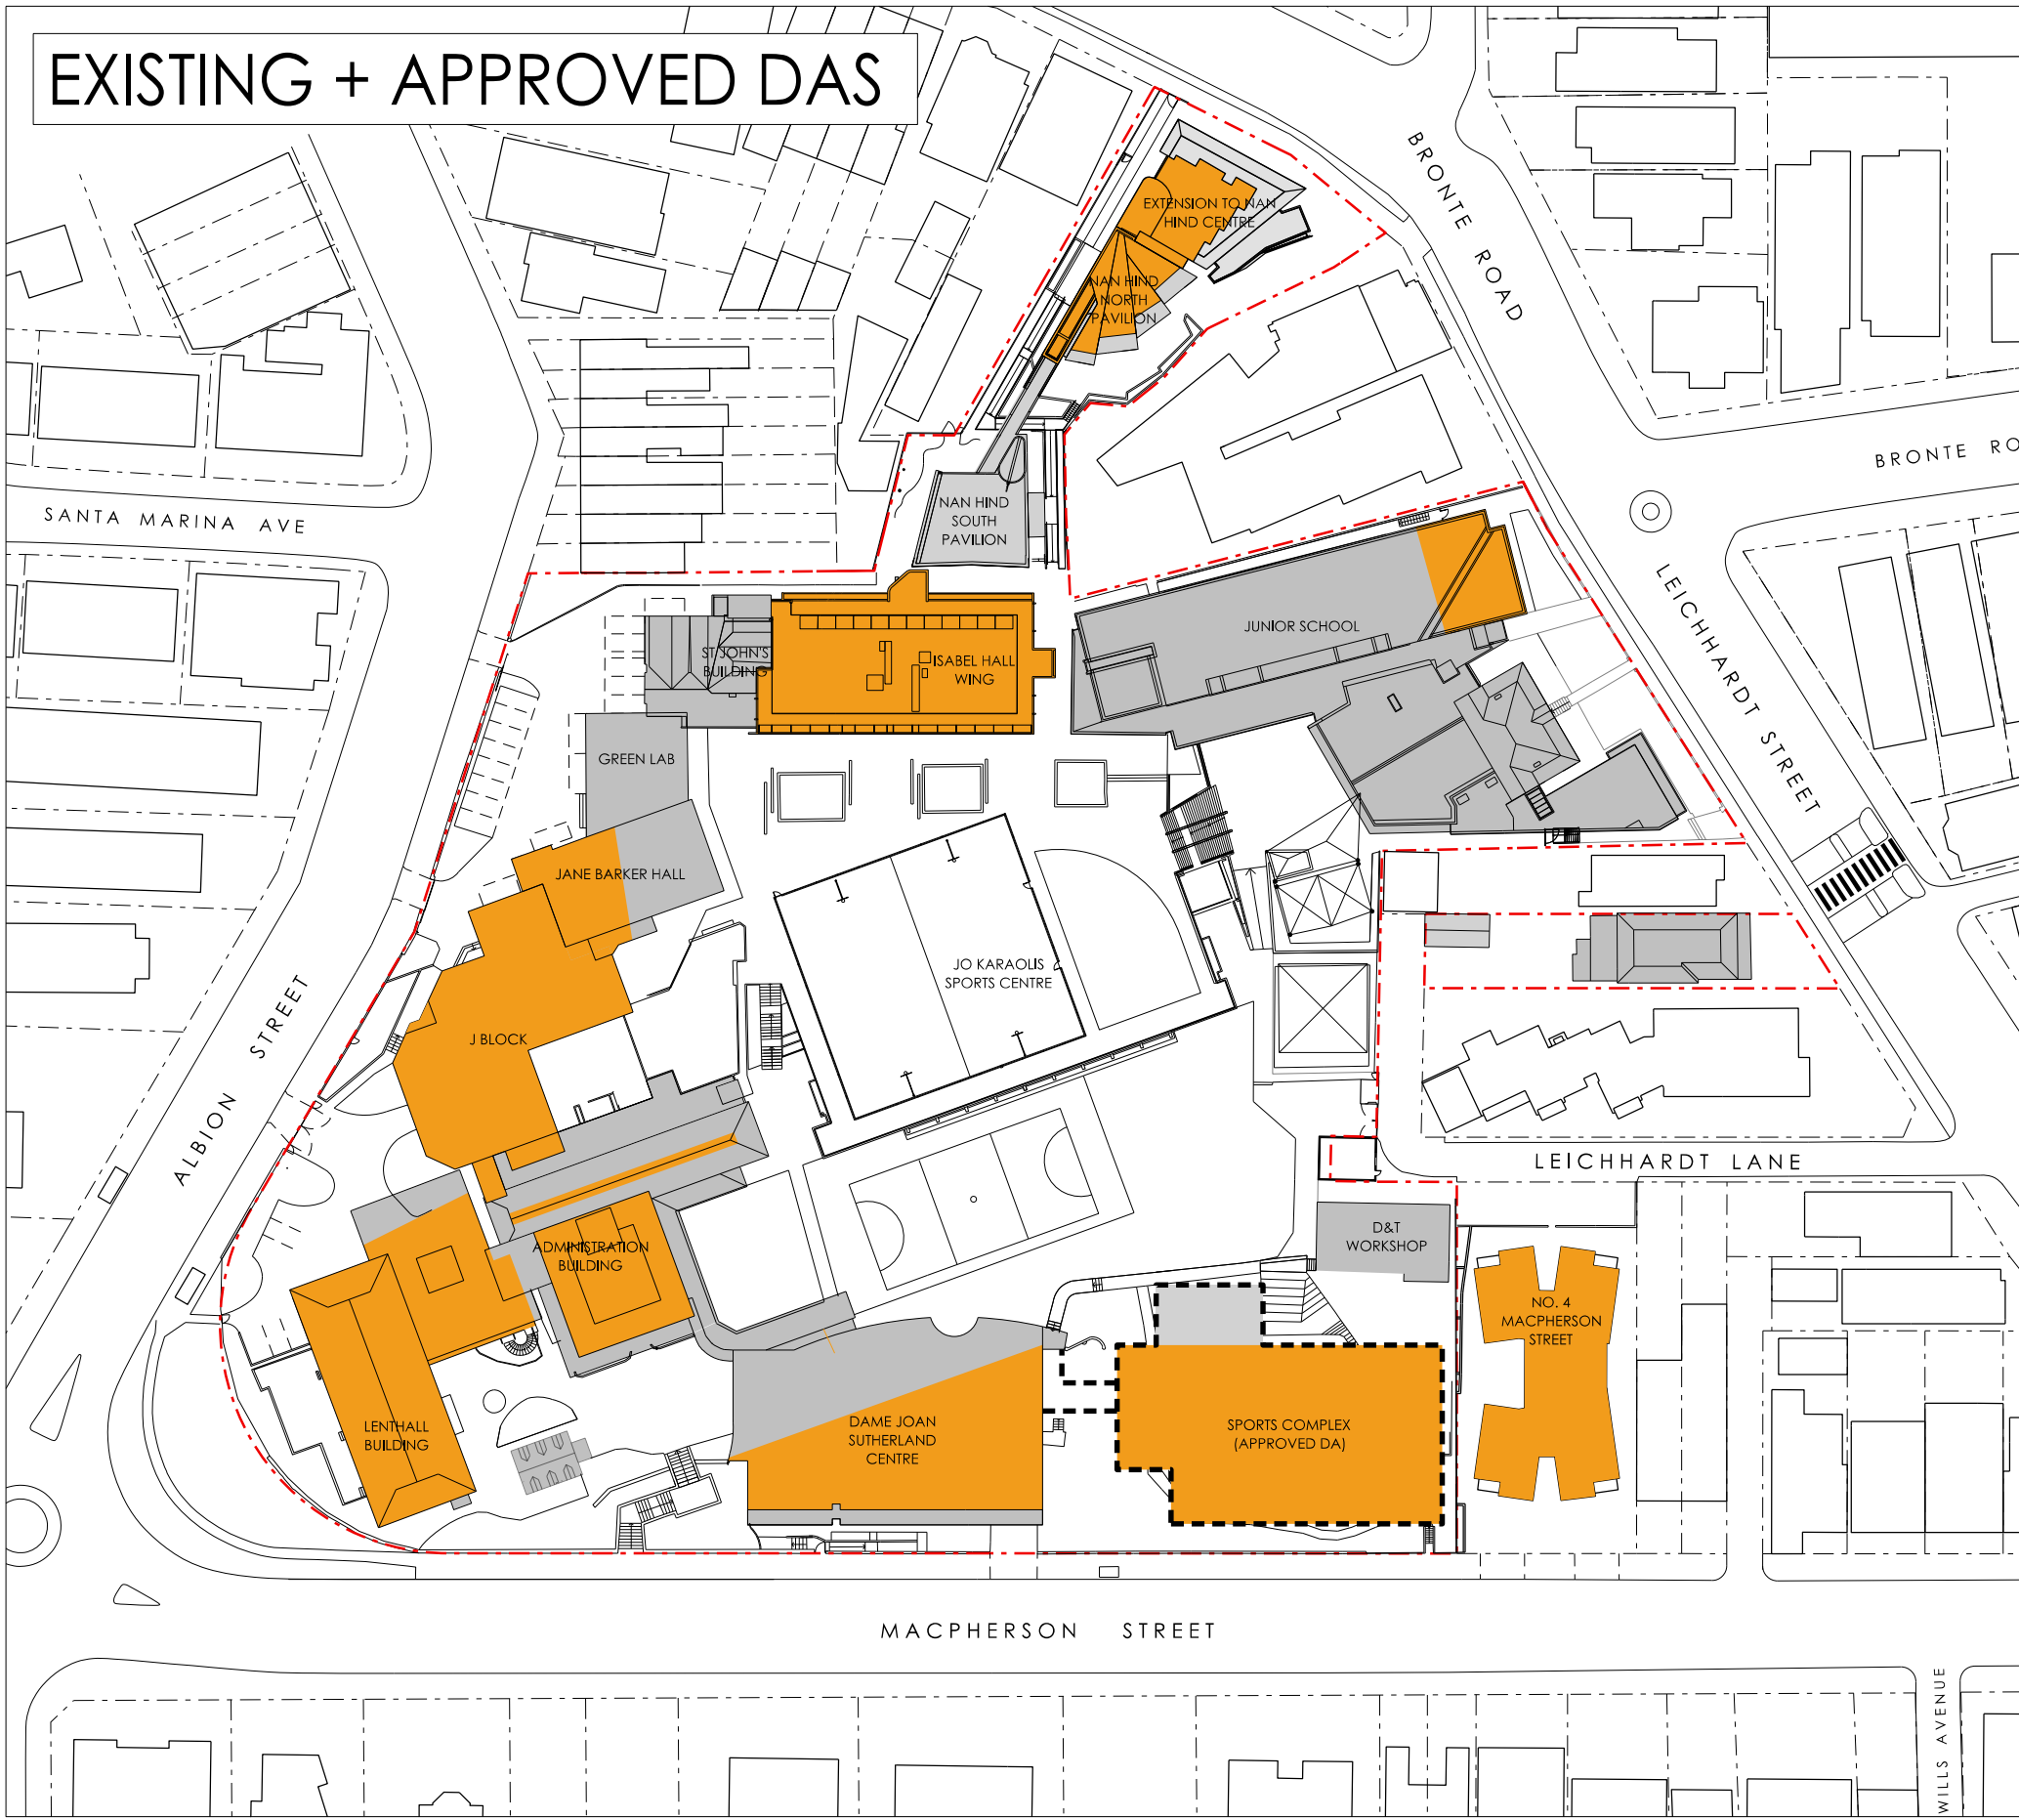 EXISTING + APPROVED DAS
BRONTE ROAD
EXTENSION TO NAN
HIND CENTRE
NAN HIND
NORTH
PAVILION
BRONTE RO
SANTA MARINA AVE
NAN HIND
SOUTH
PAVILION
LEICHHARDT STREET
JUNIOR SCHOOL
ST JOHN'S
BUILDING
ISABEL HALL
WING
GREEN LAB
JANE BARKER HALL
JO KARAOLIS
SPORTS CENTRE
J BLOCK
ALBION STREET
LEICHHARDT LANE
D&T
WORKSHOP
ADMINISTRATION
BUILDING
NO. 4
MACPHERSON
STREET
LENTHALL
BUILDING
DAME JOAN
SUTHERLAND
CENTRE
SPORTS COMPLEX
(APPROVED DA)
MACPHERSON STREET
WILLS AVENUE